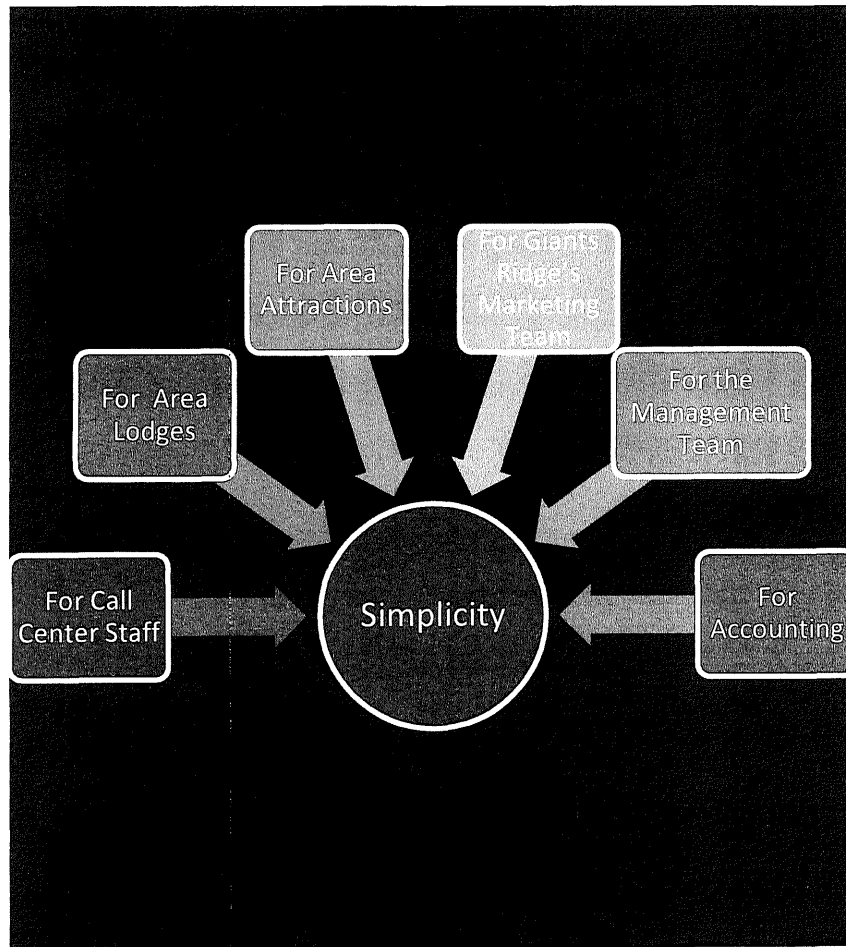 For Area
Attractions
For Giants
Ridge's
Marketing
Team
For Area
Lodges
For the
Management
Team
For Call
Center Staff
Simplicity
For
Accounting